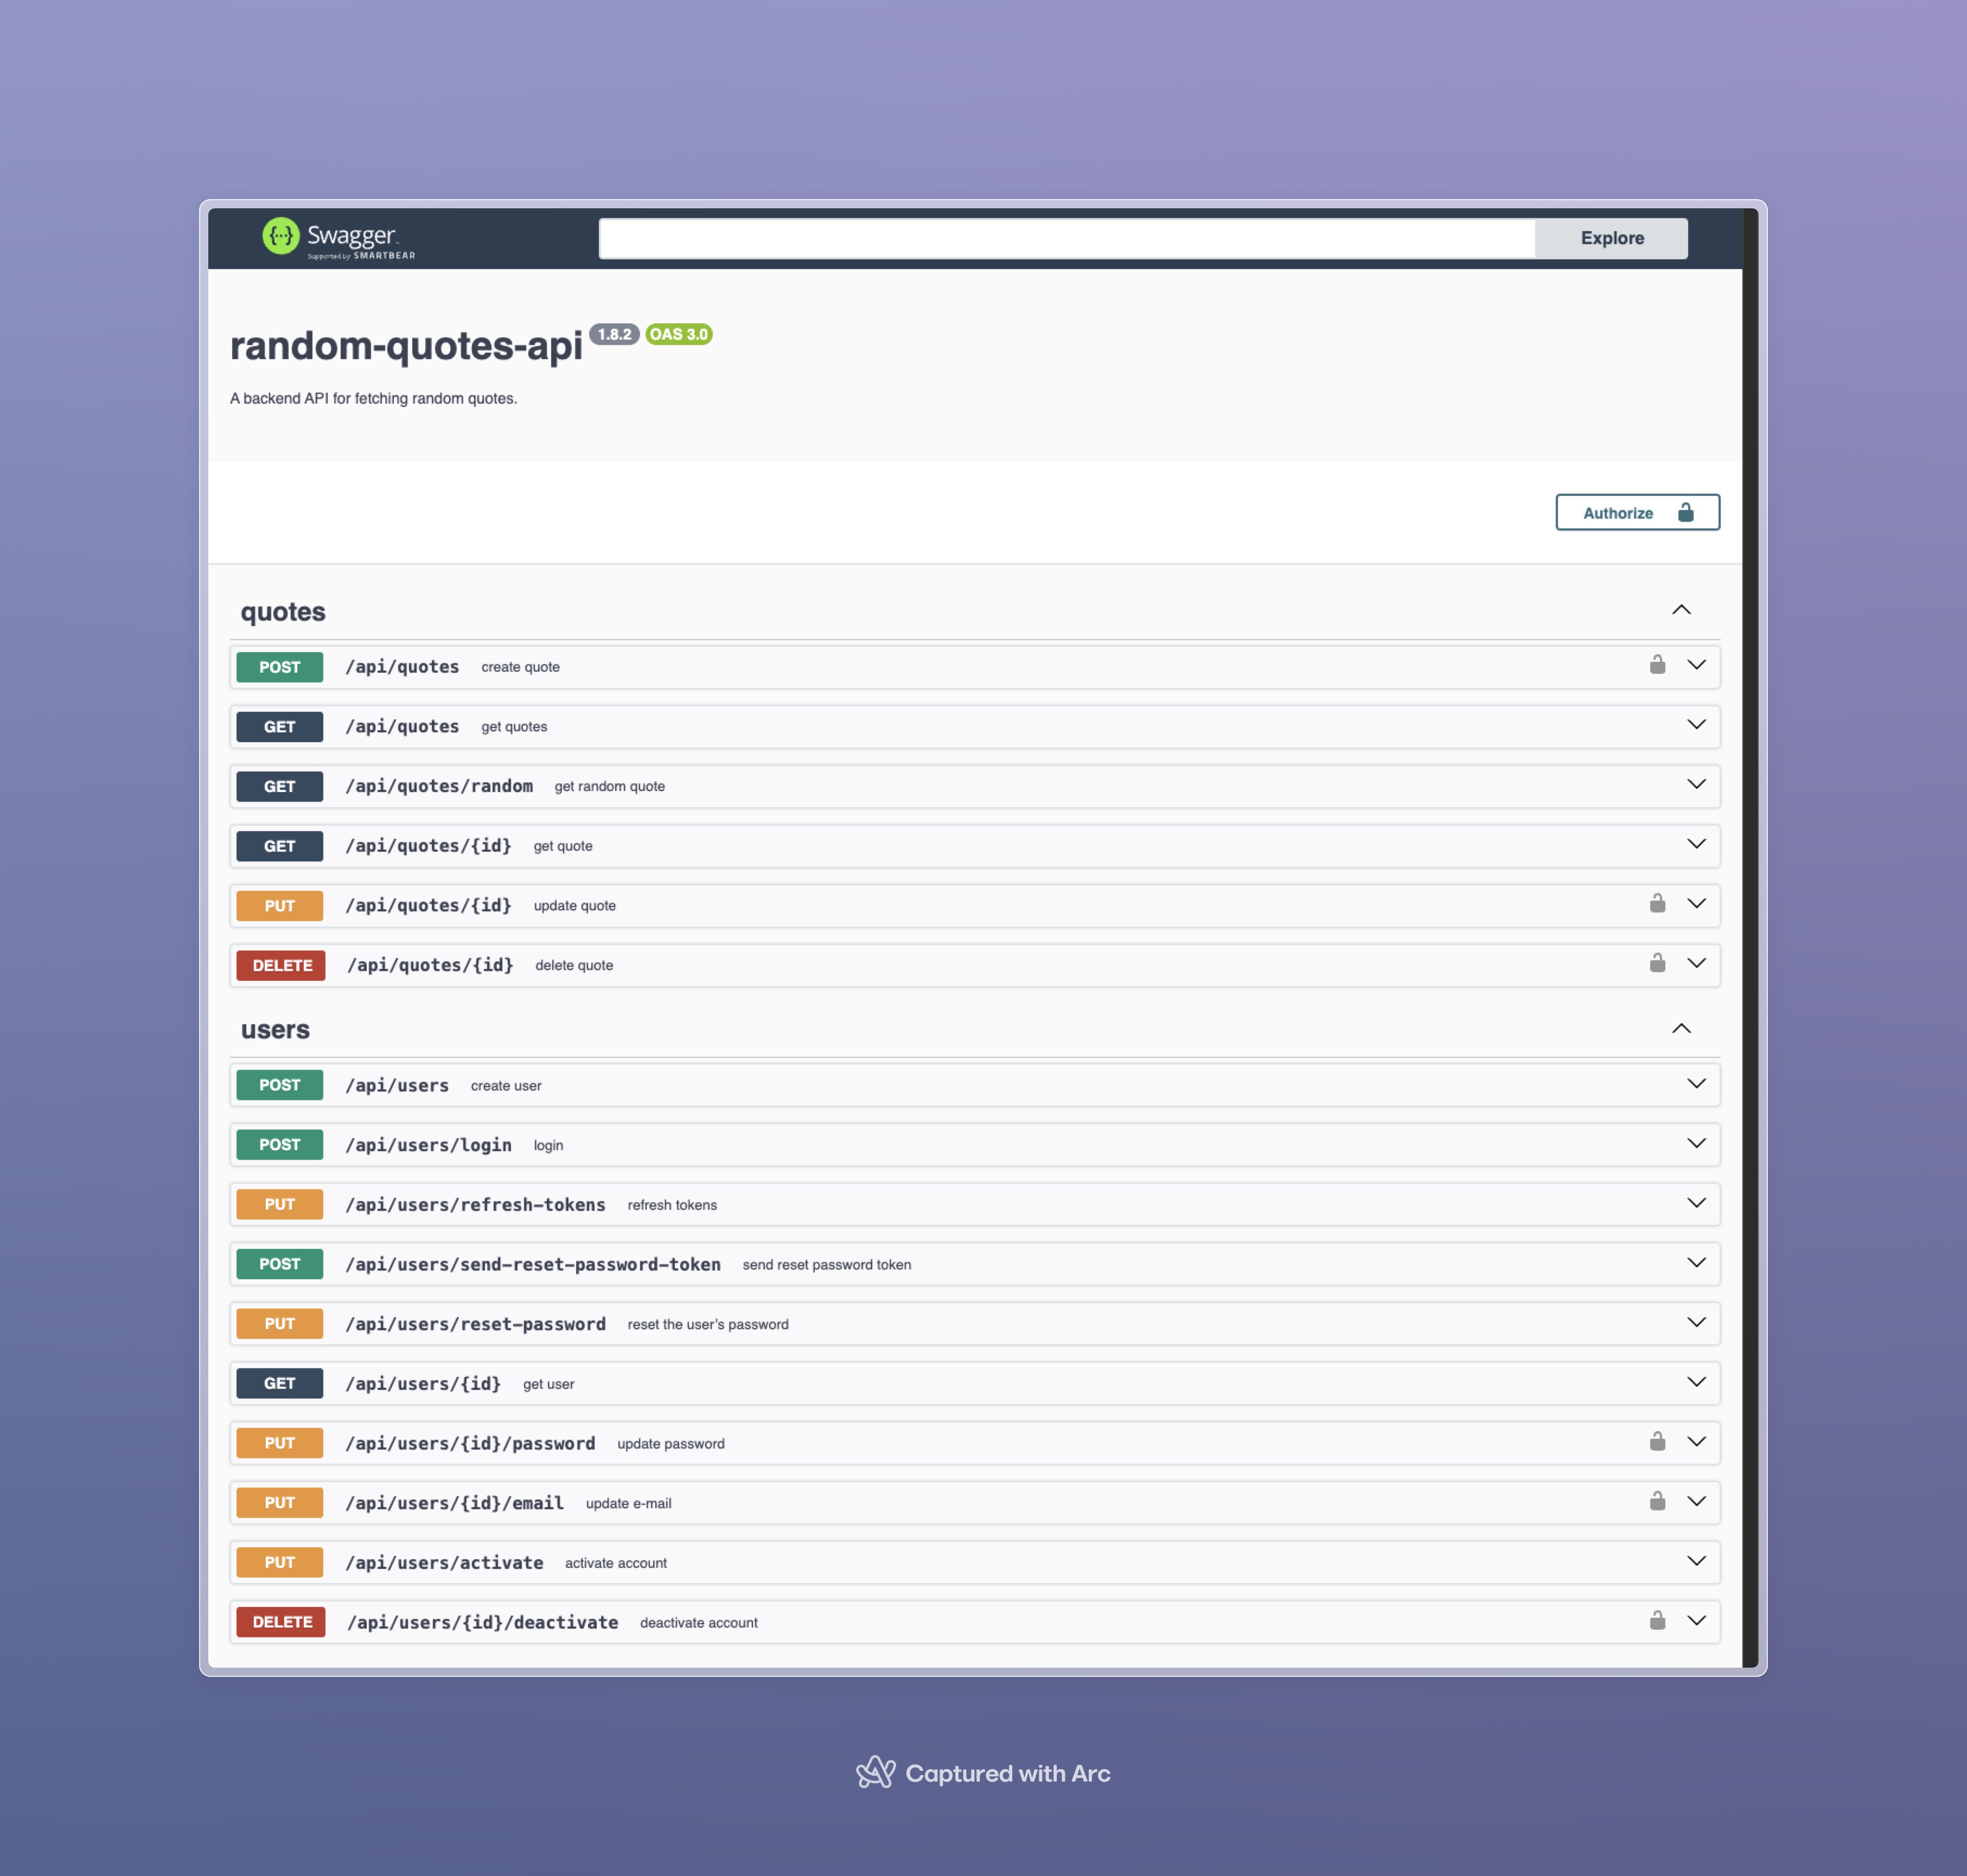 Swagger
Supported by SMARTBEAR
Explore
random-quotes-api 1.8.2 OAS 3.0
A backend API for fetching random quotes.
Authorize
quotes
POST /api/quotes create quote
GET /api/quotes get quotes
GET /api/quotes/random get random quote
GET /api/quotes/{id} get quote
PUT /api/quotes/{id} update quote
DELETE /api/quotes/{id} delete quote
users
POST /api/users create user
POST /api/users/login login
PUT /api/users/refresh-tokens refresh tokens
POST /api/users/send-reset-password-token send reset password token
PUT /api/users/reset-password reset the user’s password
GET /api/users/{id} get user
PUT /api/users/{id}/password update password
PUT /api/users/{id}/email update e-mail
PUT /api/users/activate activate account
DELETE /api/users/{id}/deactivate deactivate account
Captured with Arc